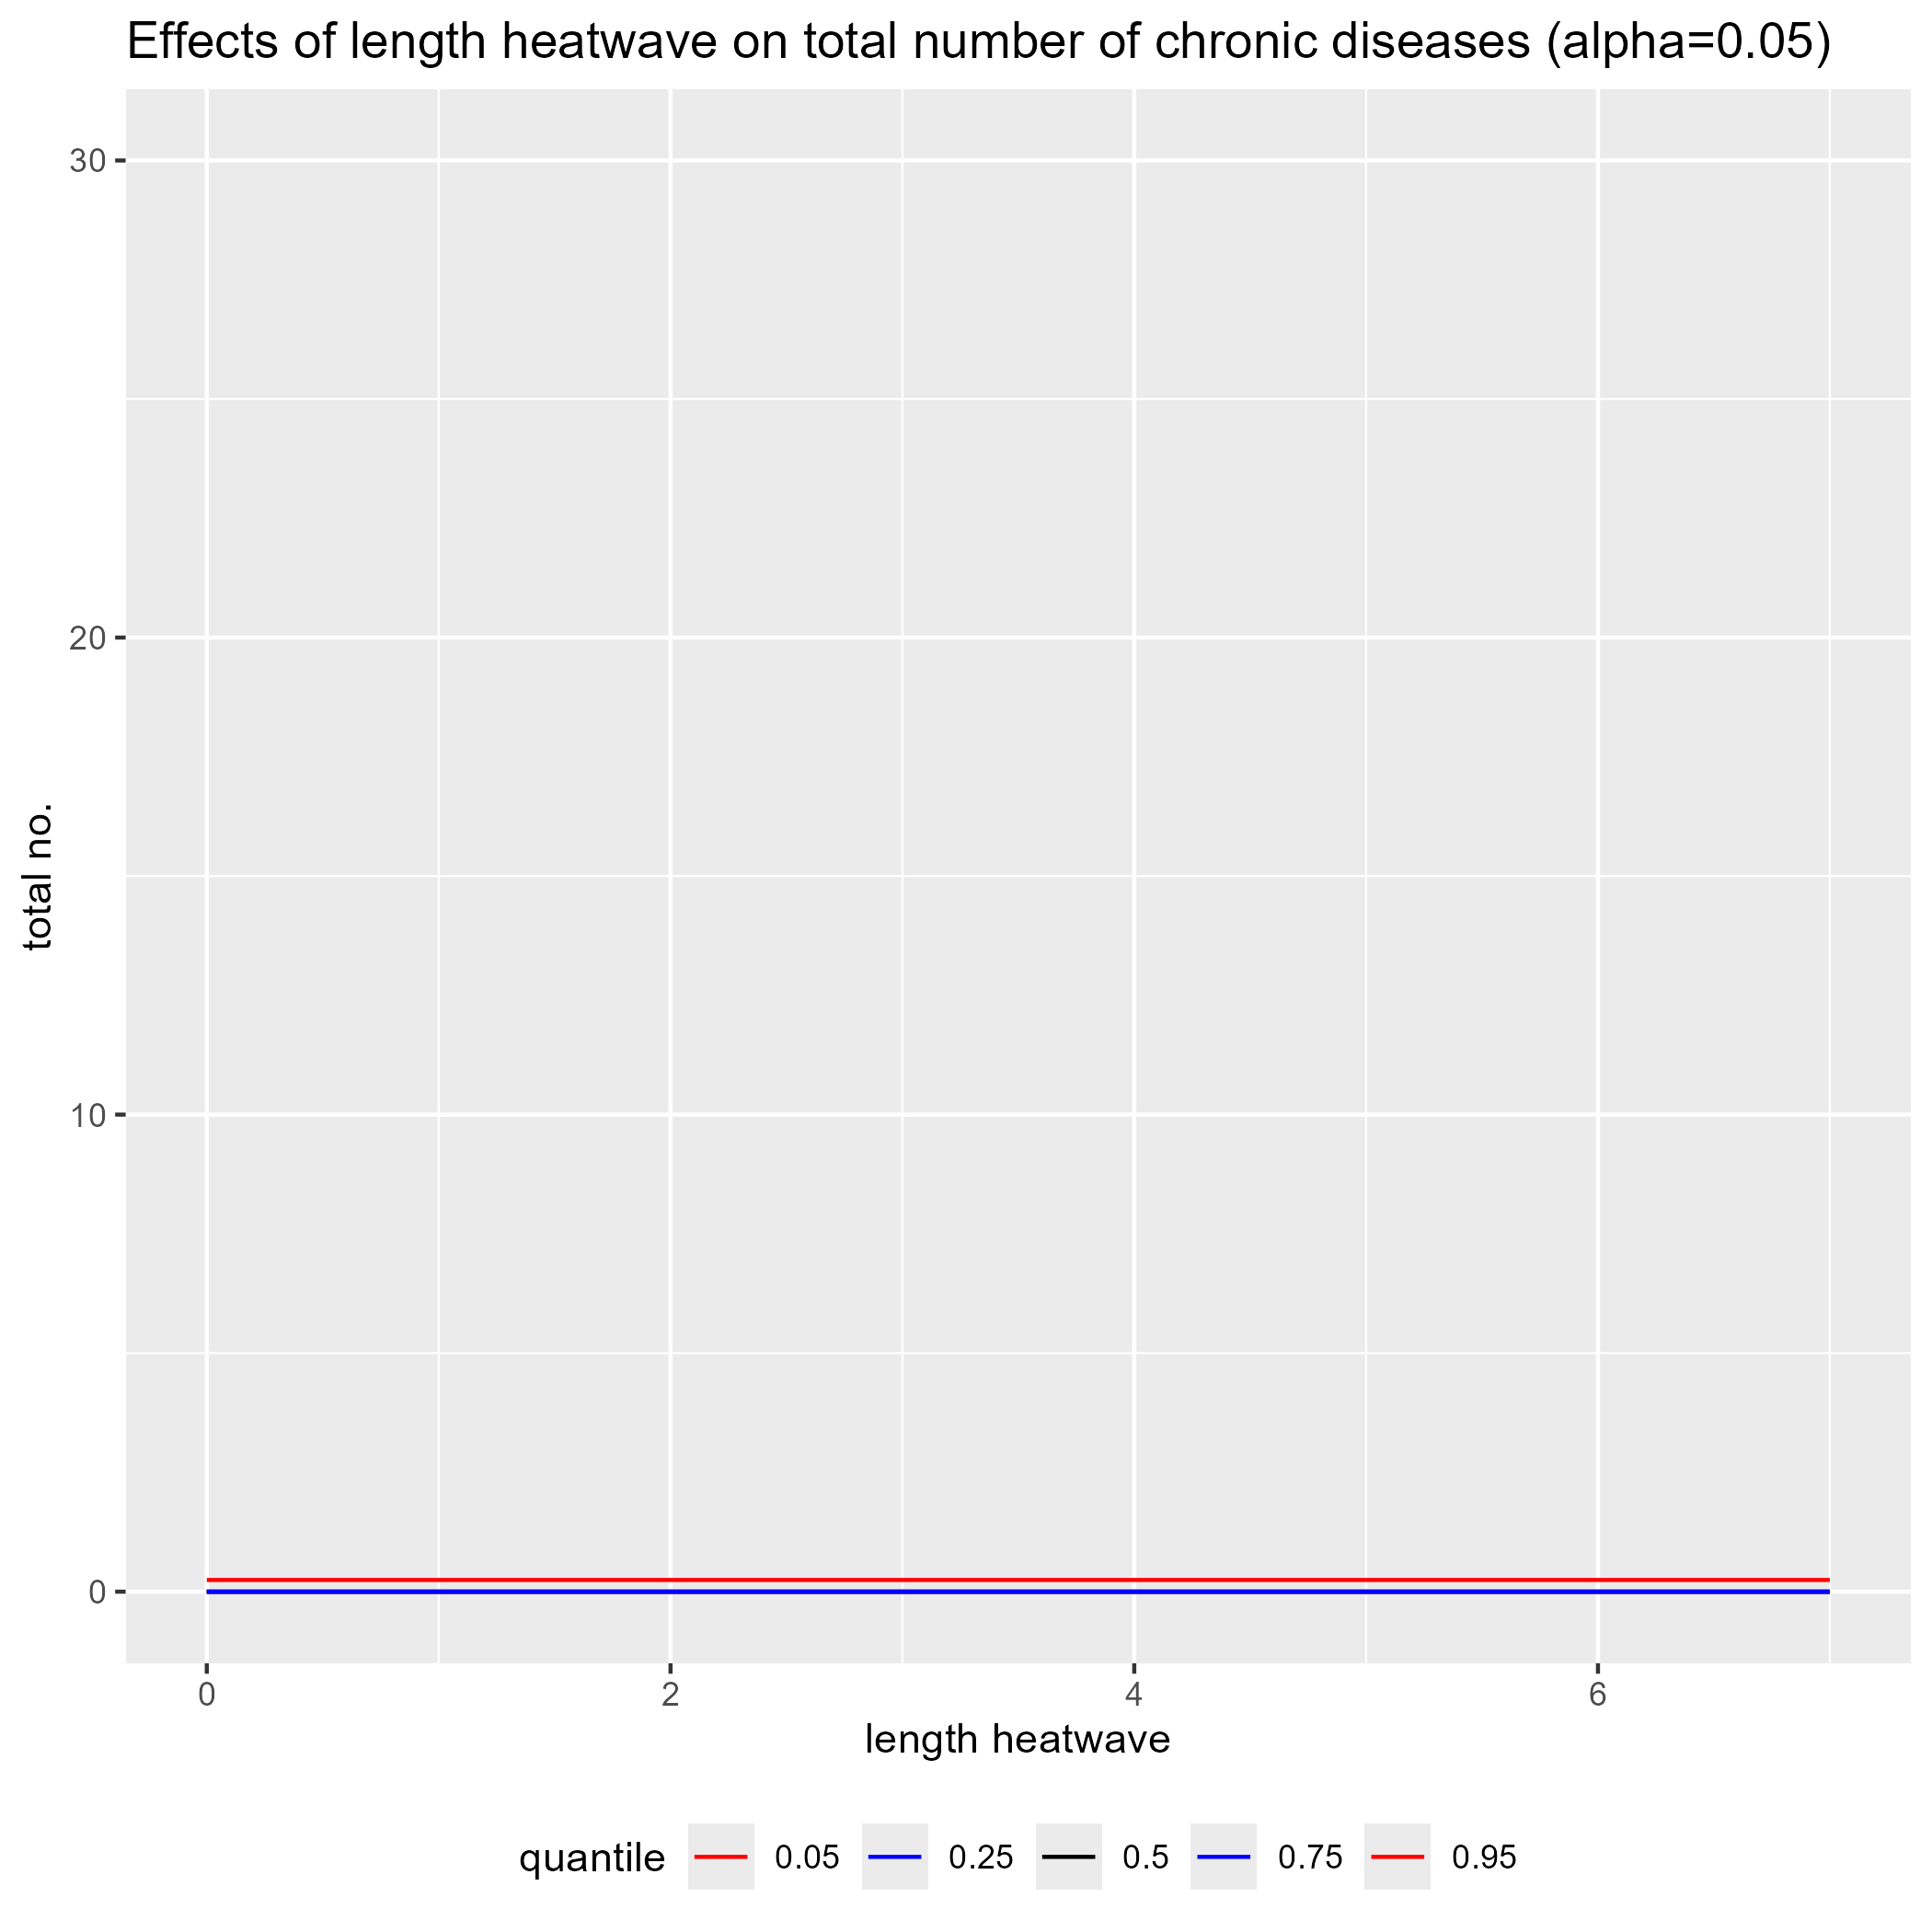 Effects of length heatwave on total number of chronic diseases (alpha=0.05)
30
20
10
0
total no.
0 2 4 6
length heatwave
quantile 0.05 0.25 0.5 0.75 0.95